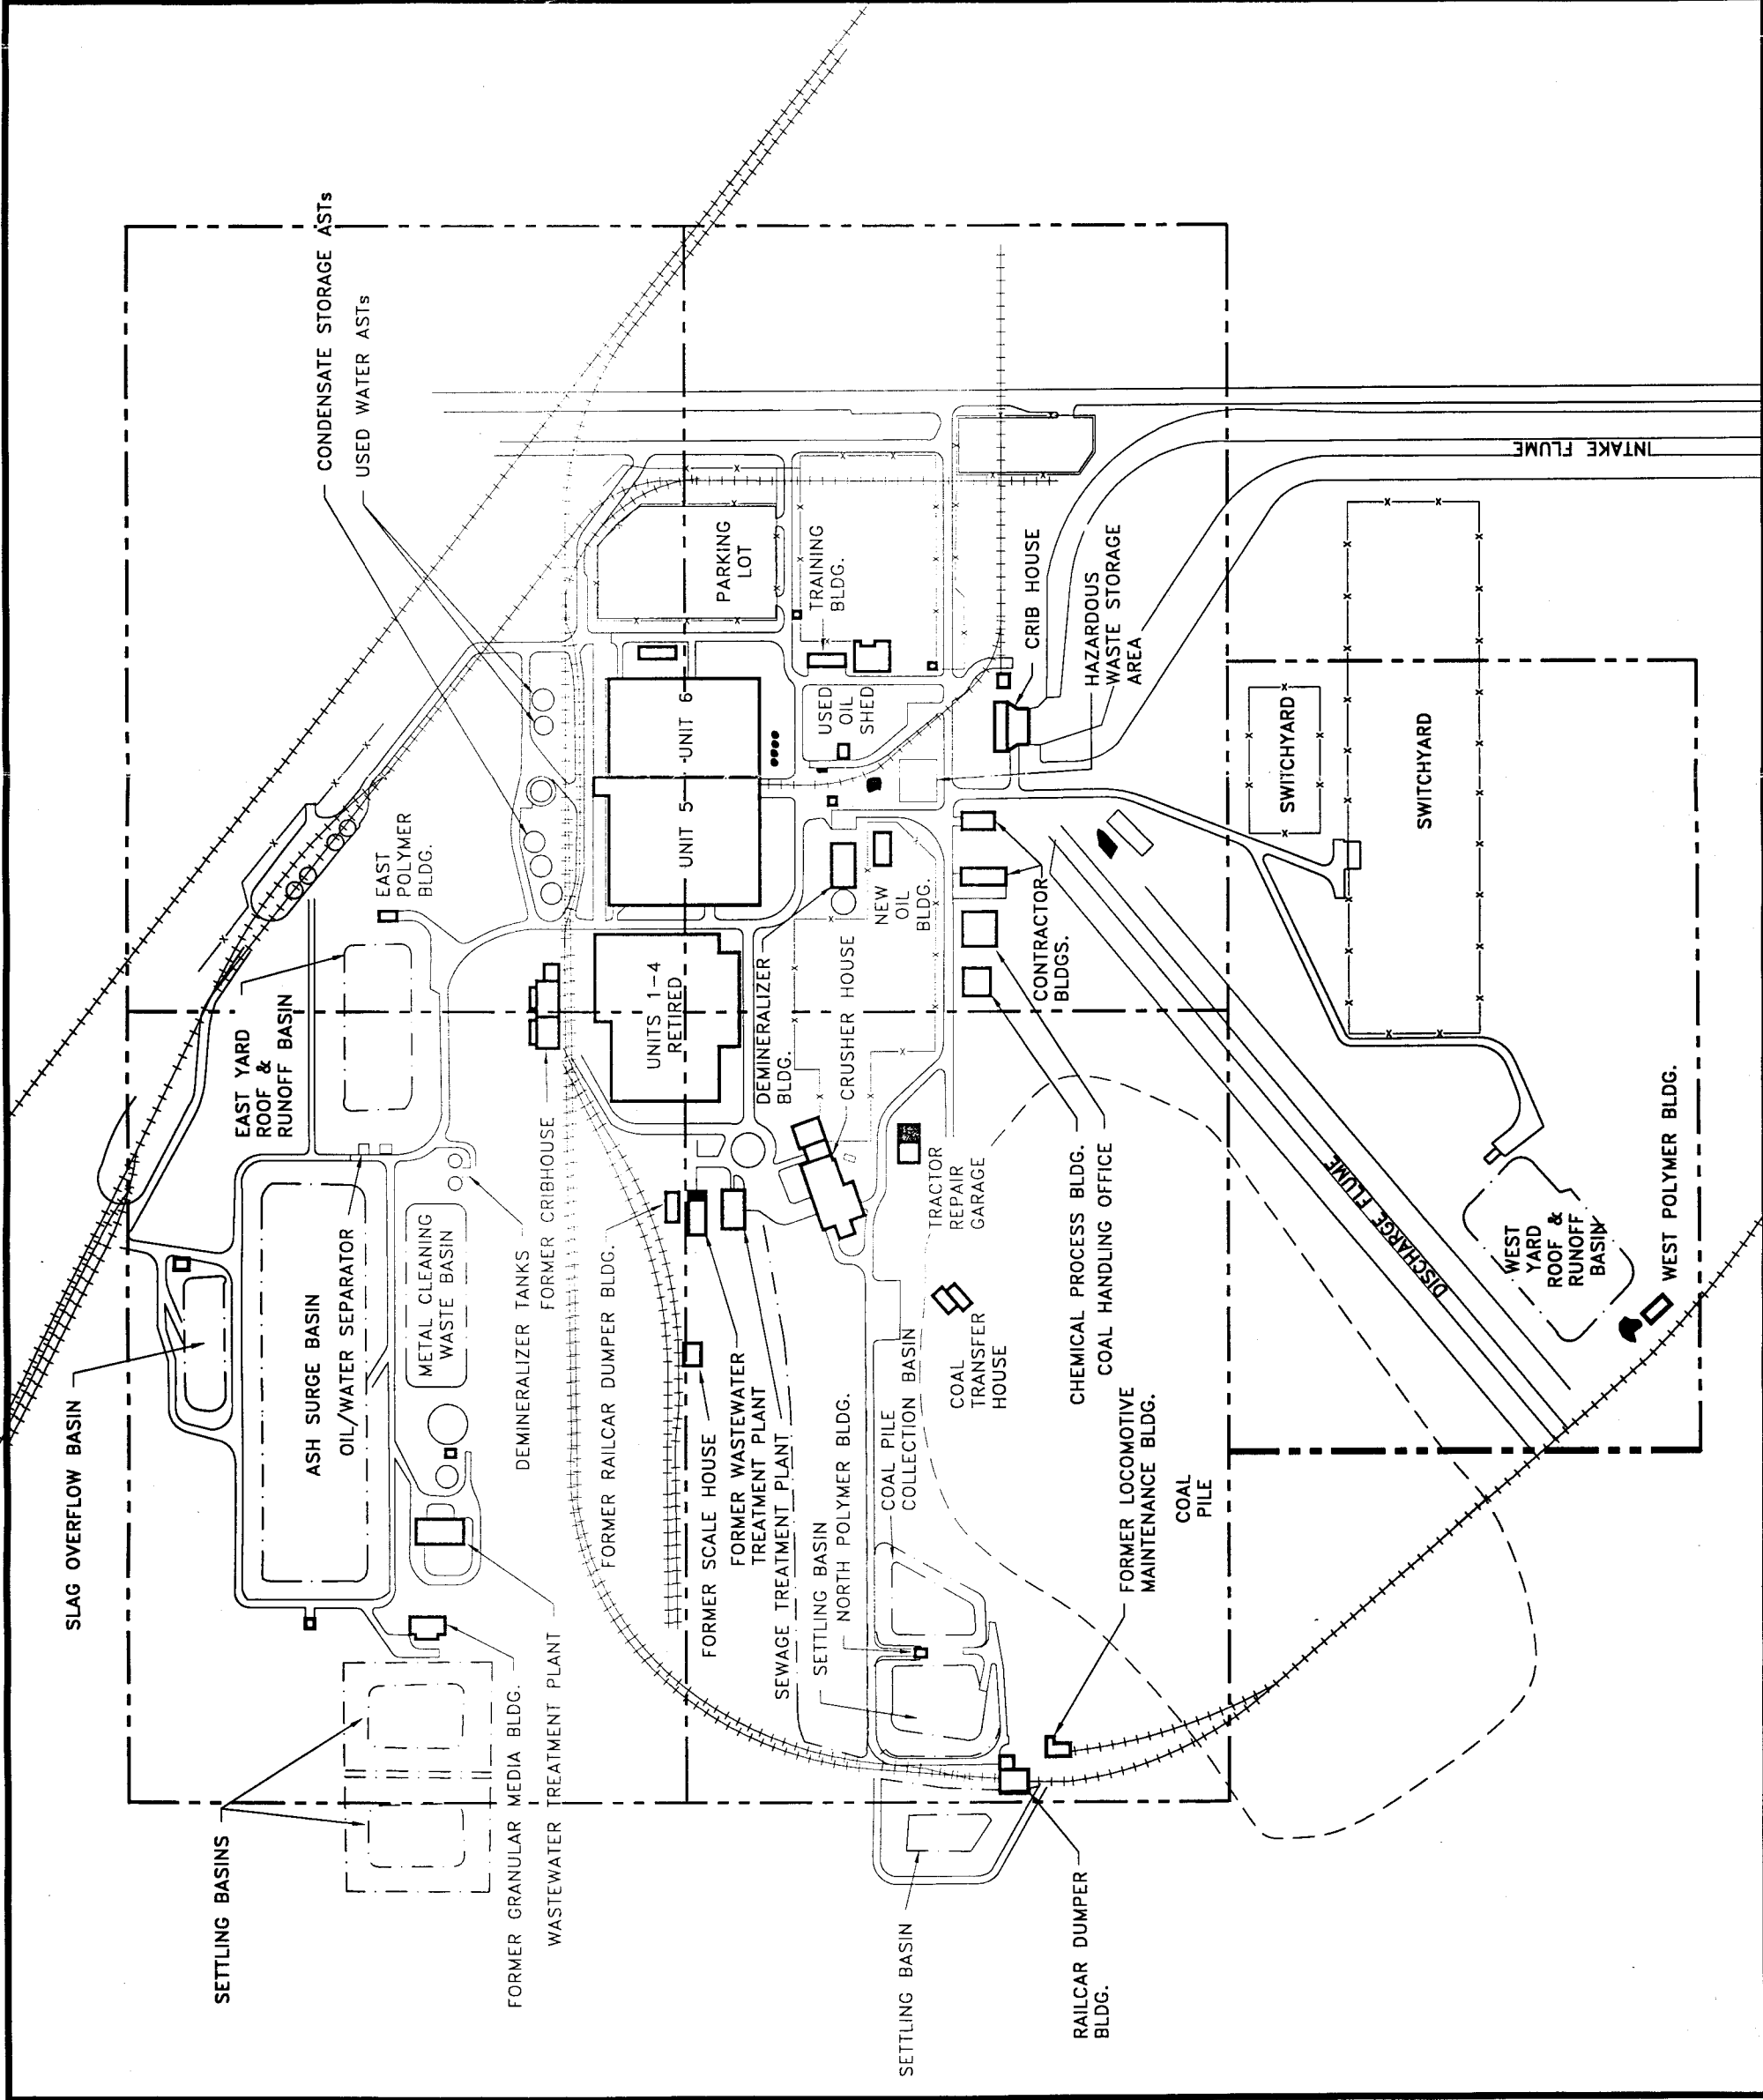 SETTLING BASINS
SLAG OVERFLOW BASIN
EAST YARD
ROOF &
RUNOFF BASIN
ASH SURGE BASIN
OIL/WATER SEPARATOR
EAST
POLYMER
BLDG.
CONDENSATE STORAGE ASTs
USED WATER ASTs
METAL CLEANING
WASTE BASIN
FORMER GRANULAR MEDIA BLDG.
WASTEWATER TREATMENT PLANT
DEMINERALIZER TANKS
FORMER CRIBHOUSE
FORMER RAILCAR DUMPER BLDG.
UNITS 1-4
RETIRED
UNIT 5
UNIT 6
PARKING
LOT
FORMER SCALE HOUSE
FORMER WASTEWATER
TREATMENT PLANT
SEWAGE TREATMENT PLANT
DEMINERALIZER
BLDG.
SETTLING BASIN
NORTH POLYMER BLDG.
CRUSHER HOUSE
USED
OIL
SHED
TRAINING
BLDG.
COAL PILE
COLLECTION BASIN
NEW
OIL
BLDG.
SETTLING BASIN
TRACTOR
REPAIR
GARAGE
COAL
TRANSFER
HOUSE
CRIB HOUSE
CONTRACTOR
BLDGS.
HAZARDOUS
WASTE STORAGE
AREA
CHEMICAL PROCESS BLDG.
COAL HANDLING OFFICE
RAILCAR DUMPER
BLDG.
FORMER LOCOMOTIVE
MAINTENANCE BLDG.
COAL
PILE
SWITCHYARD
SWITCHYARD
DISCHARGE FLUME
INTAKE FLUME
WEST
YARD
ROOF &
RUNOFF
BASIN
WEST POLYMER BLDG.